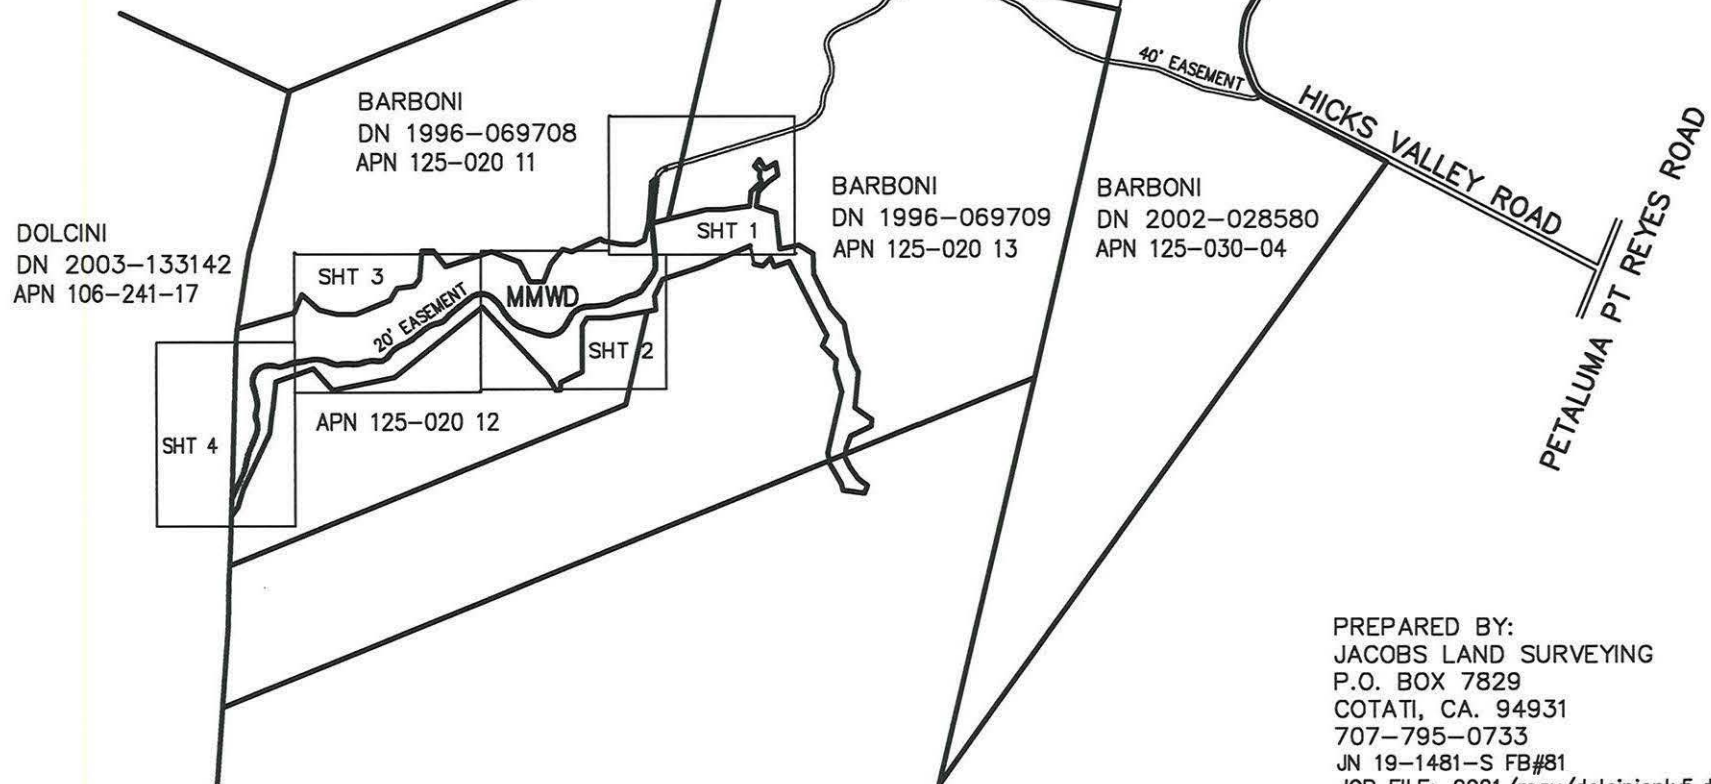 40' EASEMENT
HICKS VALLEY ROAD
PETALUMA PT REYES ROAD
BARBONI
DN 1996-069708
APN 125-020 11
BARBONI
DN 1996-069709
APN 125-020 13
BARBONI
DN 2002-028580
APN 125-030-04
DOLCINI
DN 2003-133142
APN 106-241-17
SHT 1
SHT 3
20' EASEMENT
MMWD
SHT 2
APN 125-020 12
SHT 4
PREPARED BY:
JACOBS LAND SURVEYING
P.O. BOX 7829
COTATI, CA. 94931
707-795-0733
JN 19-1481-S FB#81
JOB FILE: